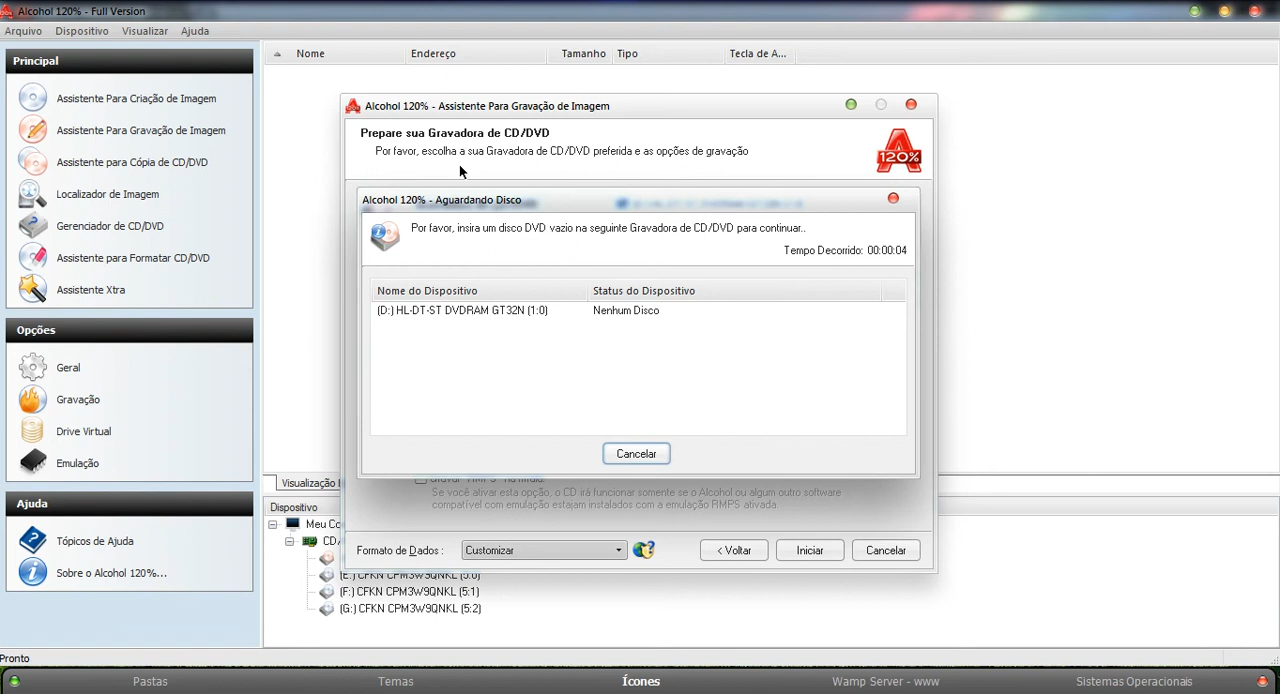 Alcohol 120% - Full Version
Arquivo Dispositivo Visualizar Ajuda
Principal
Assistente Para Criação de Imagem
Assistente Para Gravação de Imagem
Assistente para Cópia de CD/DVD
Localizador de Imagem
Gerenciador de CD/DVD
Assistente para Formatar CD/DVD
Assistente Xtra
Opções
Geral
Gravação
Drive Virtual
Emulação
Ajuda
Tópicos de Ajuda
Sobre o Alcohol 120%...
Nome Endereço Tamanho Tipo Tecla de A...
Alcohol 120% - Assistente Para Gravação de Imagem
Prepare sua Gravadora de CD/DVD
Por favor, escolha a sua Gravadora de CD/DVD preferida e as opções de gravação
120%
Alcohol 120% - Aguardando Disco
Por favor, insira um disco DVD vazio na seguinte Gravadora de CD/DVD para continuar..
Tempo Decorrido: 00:00:04
Nome do Dispositivo Status do Dispositivo
(D:) HL-DT-ST DVDRAM GT32N (1:0) Nenhum Disco
Cancelar
Se você ativar esta opção, o CD irá funcionar somente se o Alcohol ou algum outro software
compatível com emulação estajam instalados com a emulação RMPS ativada.
Formato de Dados : Customizar < Voltar Iniciar Cancelar
Visualização
Dispositivo
Meu Co
CD/
(E:) CFKN CPM3W9QNKL (5:0)
(F:) CFKN CPM3W9QNKL (5:1)
(G:) CFKN CPM3W9QNKL (5:2)
Pronto
Pastas Temas Ícones Wamp Server - www Sistemas Operacionais